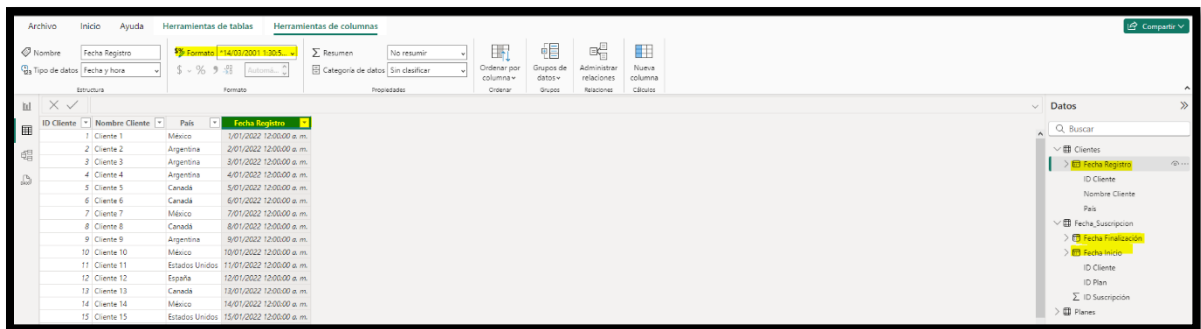 Archivo Inicio Ayuda Herramientas de tablas Herramientas de columnas Compartir
Nombre Fecha Registro $% Formato *14/03/2001 1:30:5... Σ Resumen No resumir
Tipo de datos Fecha y hora $ - % 9 Automá... Categoría de datos Sin clasificar
Ordenar por columna Grupos de datos Administrar relaciones Nueva columna
Estructura Formato Propiedades Ordenar Grupos Relaciones Cálculos
ID Cliente Nombre Cliente País Fecha Registro
1 Cliente 1 México 1/01/2022 12:00:00 a. m.
2 Cliente 2 Argentina 2/01/2022 12:00:00 a. m.
3 Cliente 3 Argentina 3/01/2022 12:00:00 a. m.
4 Cliente 4 Argentina 4/01/2022 12:00:00 a. m.
5 Cliente 5 Canadá 5/01/2022 12:00:00 a. m.
6 Cliente 6 Canadá 6/01/2022 12:00:00 a. m.
7 Cliente 7 México 7/01/2022 12:00:00 a. m.
8 Cliente 8 Canadá 8/01/2022 12:00:00 a. m.
9 Cliente 9 Argentina 9/01/2022 12:00:00 a. m.
10 Cliente 10 México 10/01/2022 12:00:00 a. m.
11 Cliente 11 Estados Unidos 11/01/2022 12:00:00 a. m.
12 Cliente 12 España 12/01/2022 12:00:00 a. m.
13 Cliente 13 Canadá 13/01/2022 12:00:00 a. m.
14 Cliente 14 México 14/01/2022 12:00:00 a. m.
15 Cliente 15 Estados Unidos 15/01/2022 12:00:00 a. m.
Datos
Buscar
Clientes
Fecha Registro
ID Cliente
Nombre Cliente
País
Fecha_Suscripcion
Fecha Finalización
Fecha Inicio
ID Cliente
ID Plan
Σ ID Suscripción
Planes